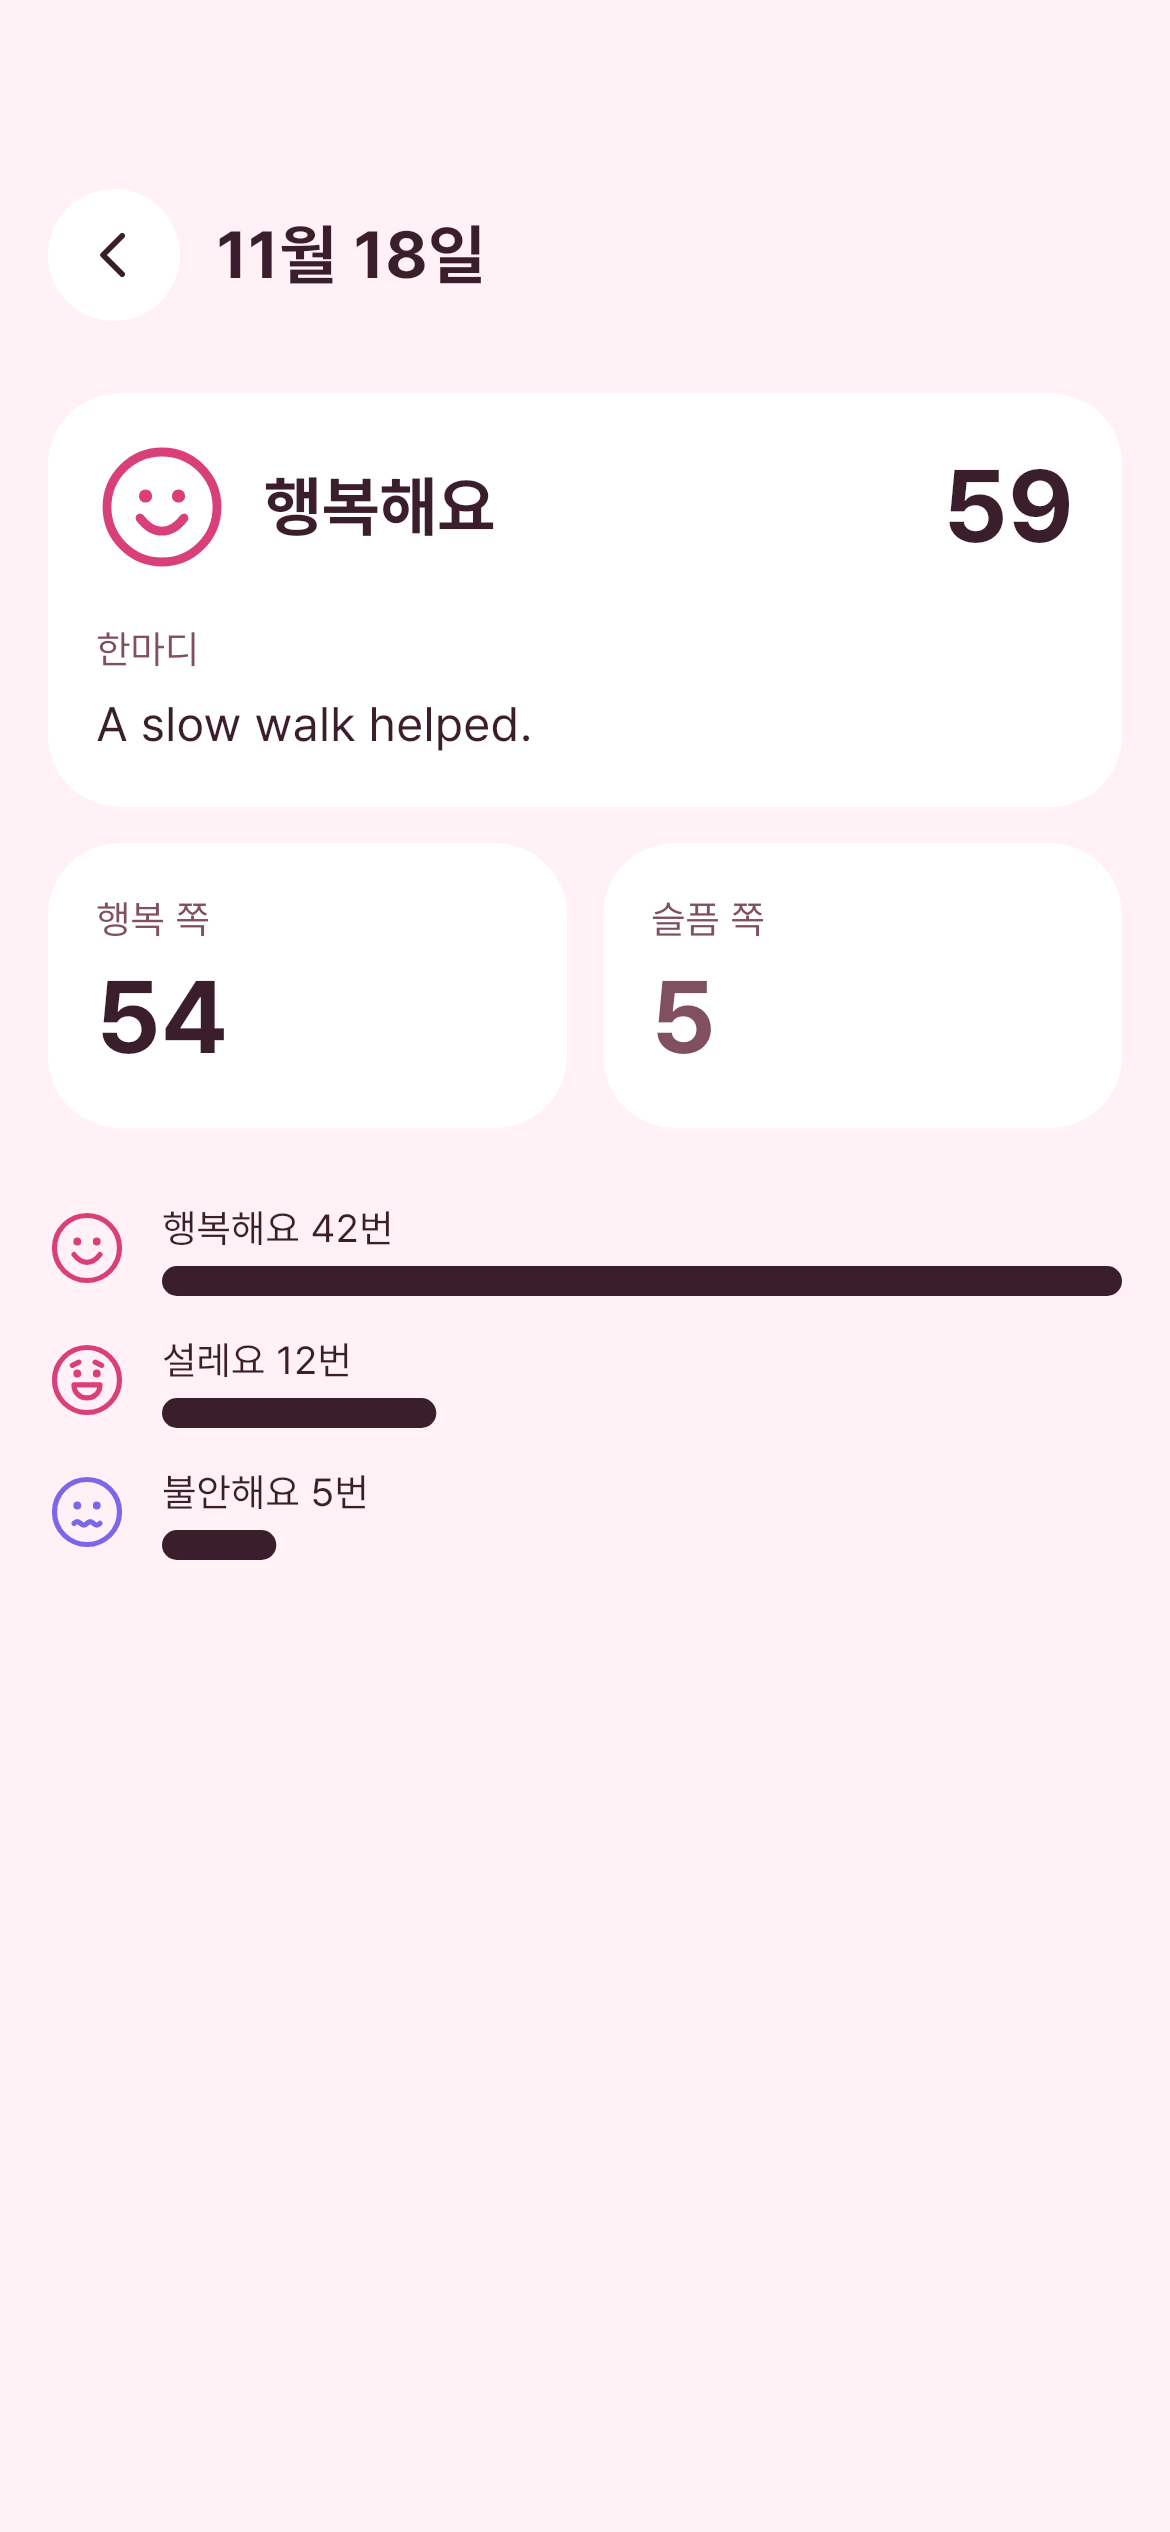 11월 18일
행복해요
59
한마디
A slow walk helped.
행복 쪽
54
슬픔 쪽
5
행복해요 42번
설레요 12번
불안해요 5번